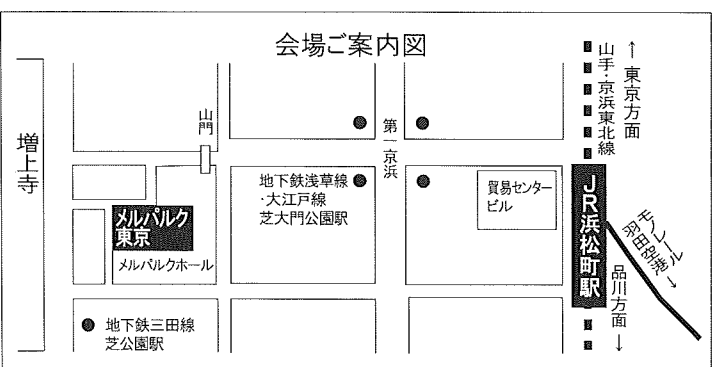 会場ご案内図
増上寺
山門
第一京浜
山手・京浜東北線
↑東京方面
地下鉄浅草線
・大江戸線
芝大門公園駅
貿易センター
ビル
JR浜松町駅
モノレール
羽田空港→
品川方面→
メルパルク
東京
メルパルクホール
地下鉄三田線
芝公園駅